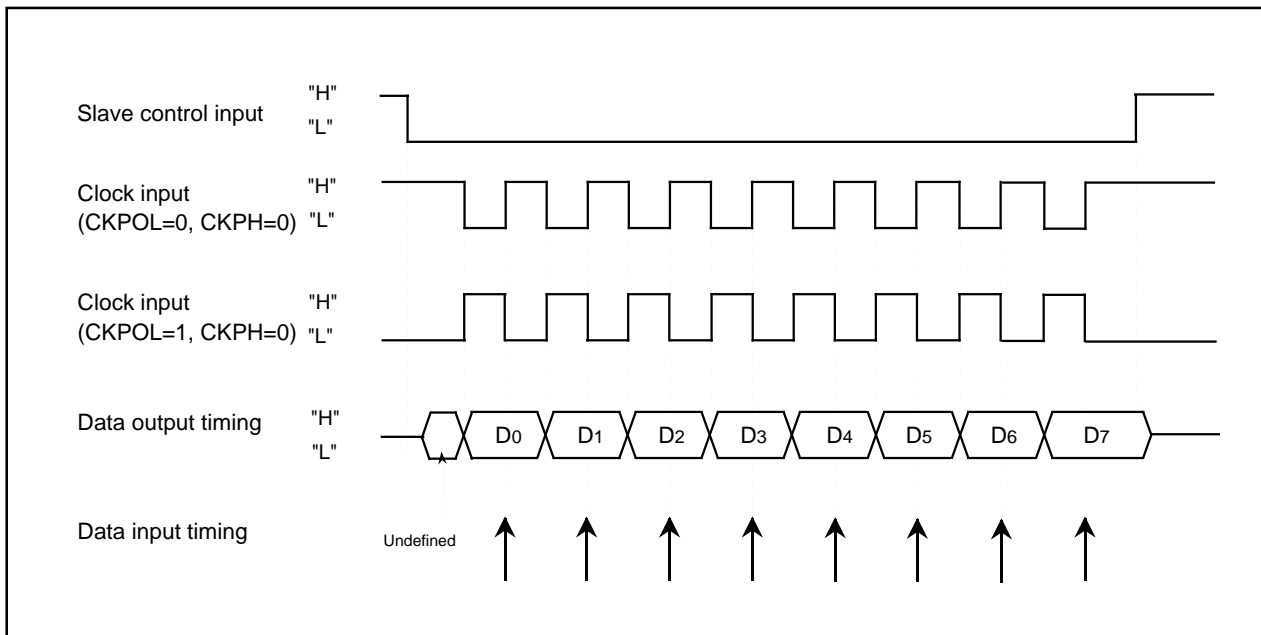 Slave control input
"H"
"L"
Clock input
(CKPOL=0, CKPH=0)
"H"
"L"
Clock input
(CKPOL=1, CKPH=0)
"H"
"L"
Data output timing
"H"
"L"
D0
D1
D2
D3
D4
D5
D6
D7
Data input timing
Undefined